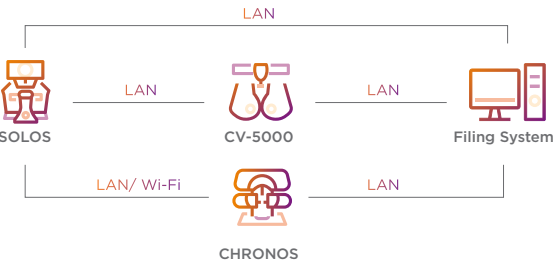 LAN
LAN
LAN
SOLOS
CV-5000
Filing System
LAN/ Wi-Fi
LAN
CHRONOS